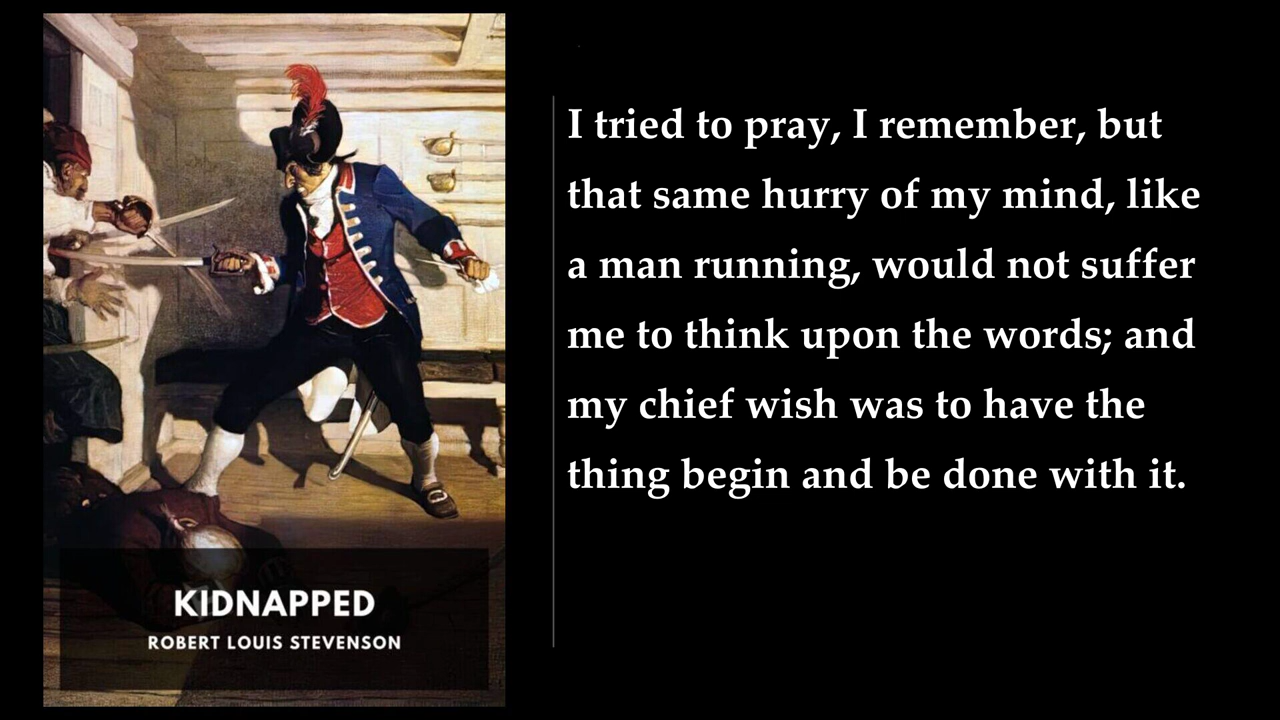 I tried to pray, I remember, but
that same hurry of my mind, like
a man running, would not suffer
me to think upon the words; and
my chief wish was to have the
thing begin and be done with it.
KIDNAPPED
ROBERT LOUIS STEVENSON